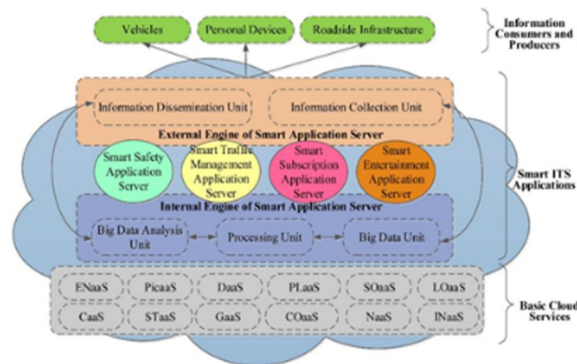 Vehicles
Personal Devices
Roadside Infrastructure
Information
Consumers and
Producers
Information Dissemination Unit
Information Collection Unit
External Engine of Smart Application Server
Smart Safety
Application
Server
Smart Traffic
Management
Application
Server
Smart
Subscription
Application
Server
Smart
Entertainment
Application
Server
Smart ITS
Applications
Internal Engine of Smart Application Server
Big Data Analysis
Unit
Processing Unit
Big Data Unit
ENaaS
PicaaS
DaaS
PLaaS
SOaaS
LOaaS
CaaS
STaaS
GaaS
COaaS
NaaS
INaaS
Basic Cloud
Services